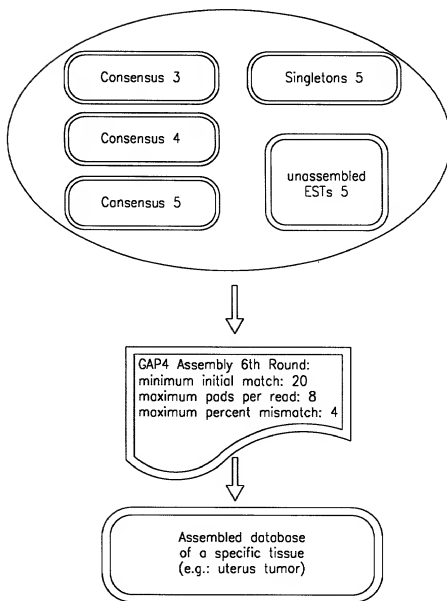 Consensus 3
Singletons 5
Consensus 4
unassembled
ESTs 5
Consensus 5
GAP4 Assembly 6th Round:
minimum initial match: 20
maximum pads per read: 8
maximum percent mismatch: 4
Assembled database
of a specific tissue
(e.g.: uterus tumor)